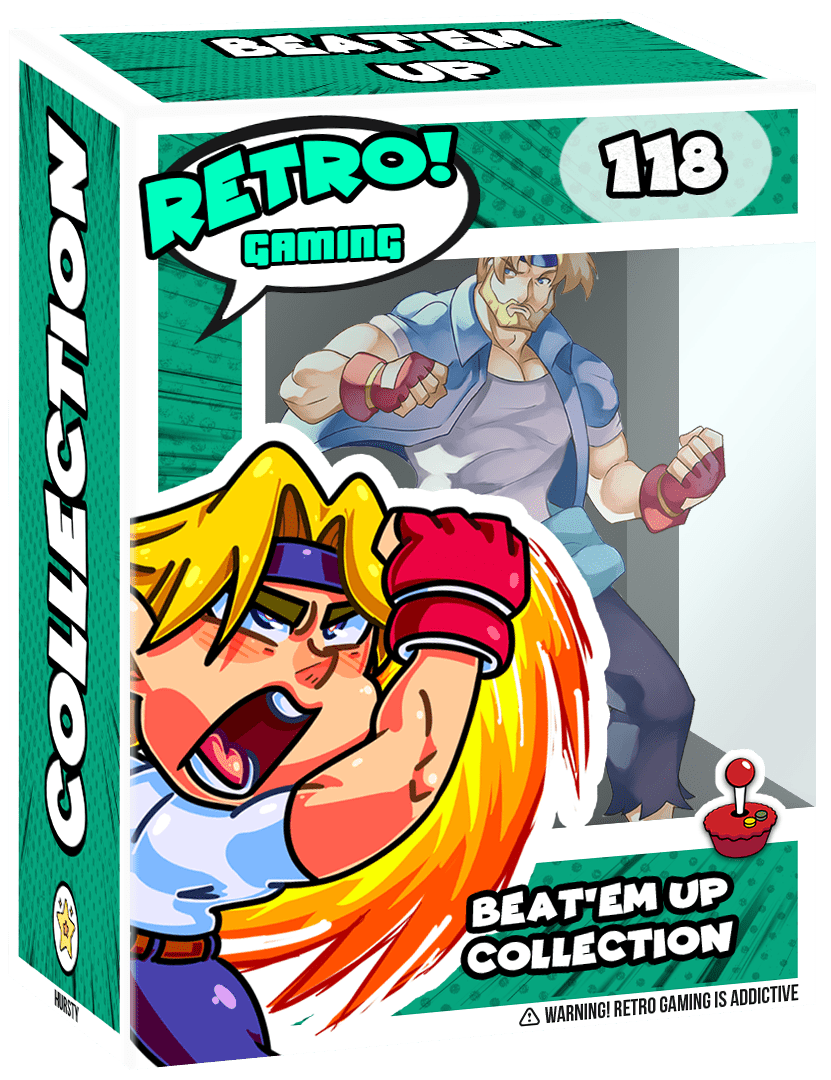 BEAT'EM
UP
COLLECTION
RETRO!
GAMING
118
BEAT'EM UP
COLLECTION
WARNING! RETRO GAMING IS ADDICTIVE
HURSTY